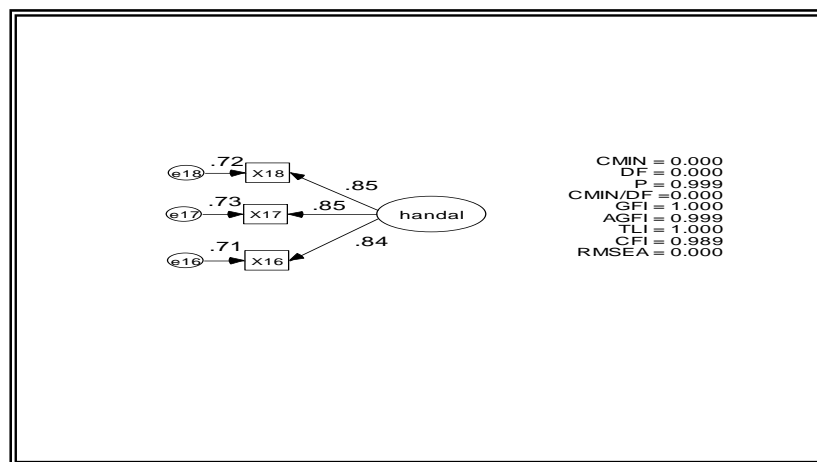 .72
e18
X18
.85
.73
e17
X17
.85
handal
.71
e16
X16
.84
CMIN = 0.000
DF = 0.000
P = 0.999
CMIN/DF =0.000
GFI = 1.000
AGFI = 0.999
TLI = 1.000
CFI = 0.989
RMSEA = 0.000